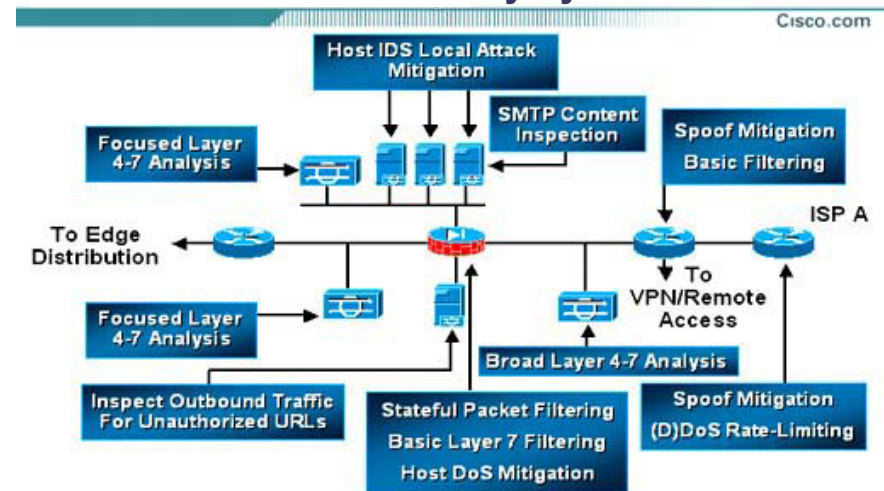 Cisco.com
Host IDS Local Attack
Mitigation
SMTP Content
Inspection
Spoof Mitigation
Basic Filtering
Focused Layer
4-7 Analysis
ISP A
To Edge
Distribution
To
VPN/Remote
Access
Focused Layer
4-7 Analysis
Broad Layer 4-7 Analysis
Inspect Outbound Traffic
For Unauthorized URLs
Stateful Packet Filtering
Basic Layer 7 Filtering
Host DoS Mitigation
Spoof Mitigation
(D)DoS Rate-Limiting